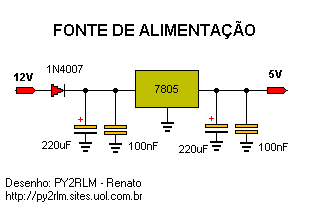 FONTE DE ALIMENTAÇÃO
1N4007
12V
7805
5V
+
+
220uF
100nF
220uF
100nF
Desenho: PY2RLM - Renato
http://py2rlm.sites.uol.com.br